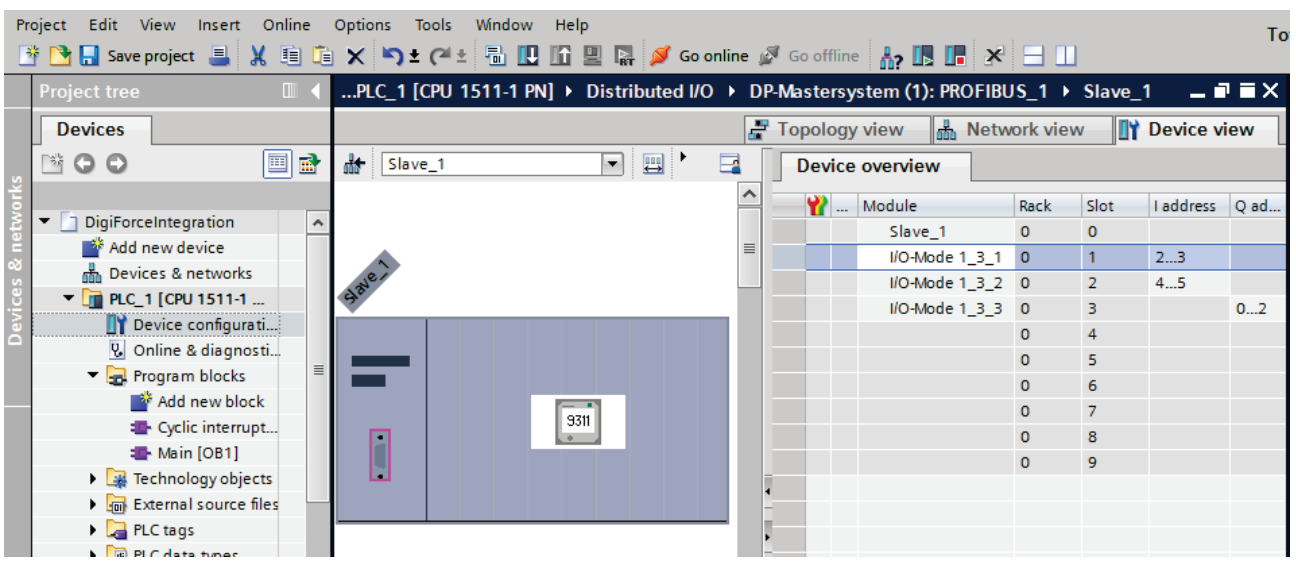 Project Edit View Insert Online Options Tools Window Help
To
Save project Go online Go offline
Project tree
...PLC_1 [CPU 1511-1 PN] Distributed I/O DP-Mastersystem (1): PROFIBUS_1 Slave_1
Devices
Topology view Network view Device view
Slave_1
Device overview
Devices & networks
... Module Rack Slot I address Q ad...
Slave_1 0 0
I/O-Mode 1_3_1 0 1 2...3
I/O-Mode 1_3_2 0 2 4...5
I/O-Mode 1_3_3 0 3 0...2
0 4
0 5
0 6
0 7
0 8
0 9
DigiForceIntegration
Add new device
Devices & networks
PLC_1 [CPU 1511-1 ...
Device configurati...
Online & diagnosti...
Program blocks
Add new block
Cyclic interrupt...
Main [OB1]
Technology objects
External source files
PLC tags
PLC data types
Slave_1
9311